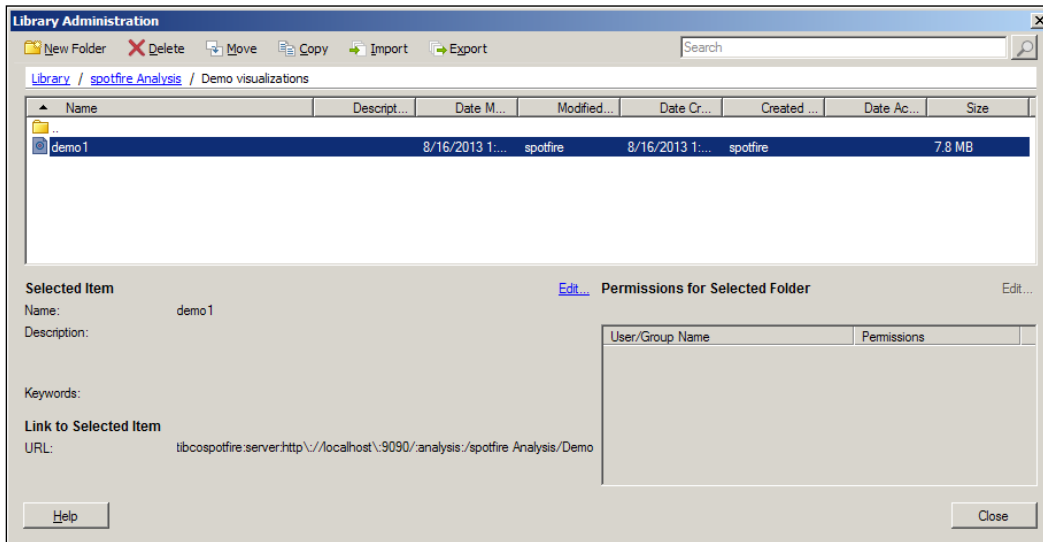 Library Administration
New Folder Delete Move Copy Import Export Search
Library / spotfire Analysis / Demo visualizations
Name Descript... Date M... Modified... Date Cr... Created ... Date Ac... Size
..
demo1 8/16/2013 1:... spotfire 8/16/2013 1:... spotfire 7.8 MB
Selected Item Edit... Permissions for Selected Folder Edit...
Name: demo1
Description:
User/Group Name Permissions
Keywords:
Link to Selected Item
URL: tibcospotfire:server:http\://localhost\:9090/:analysis:/spotfire Analysis/Demo
Help Close